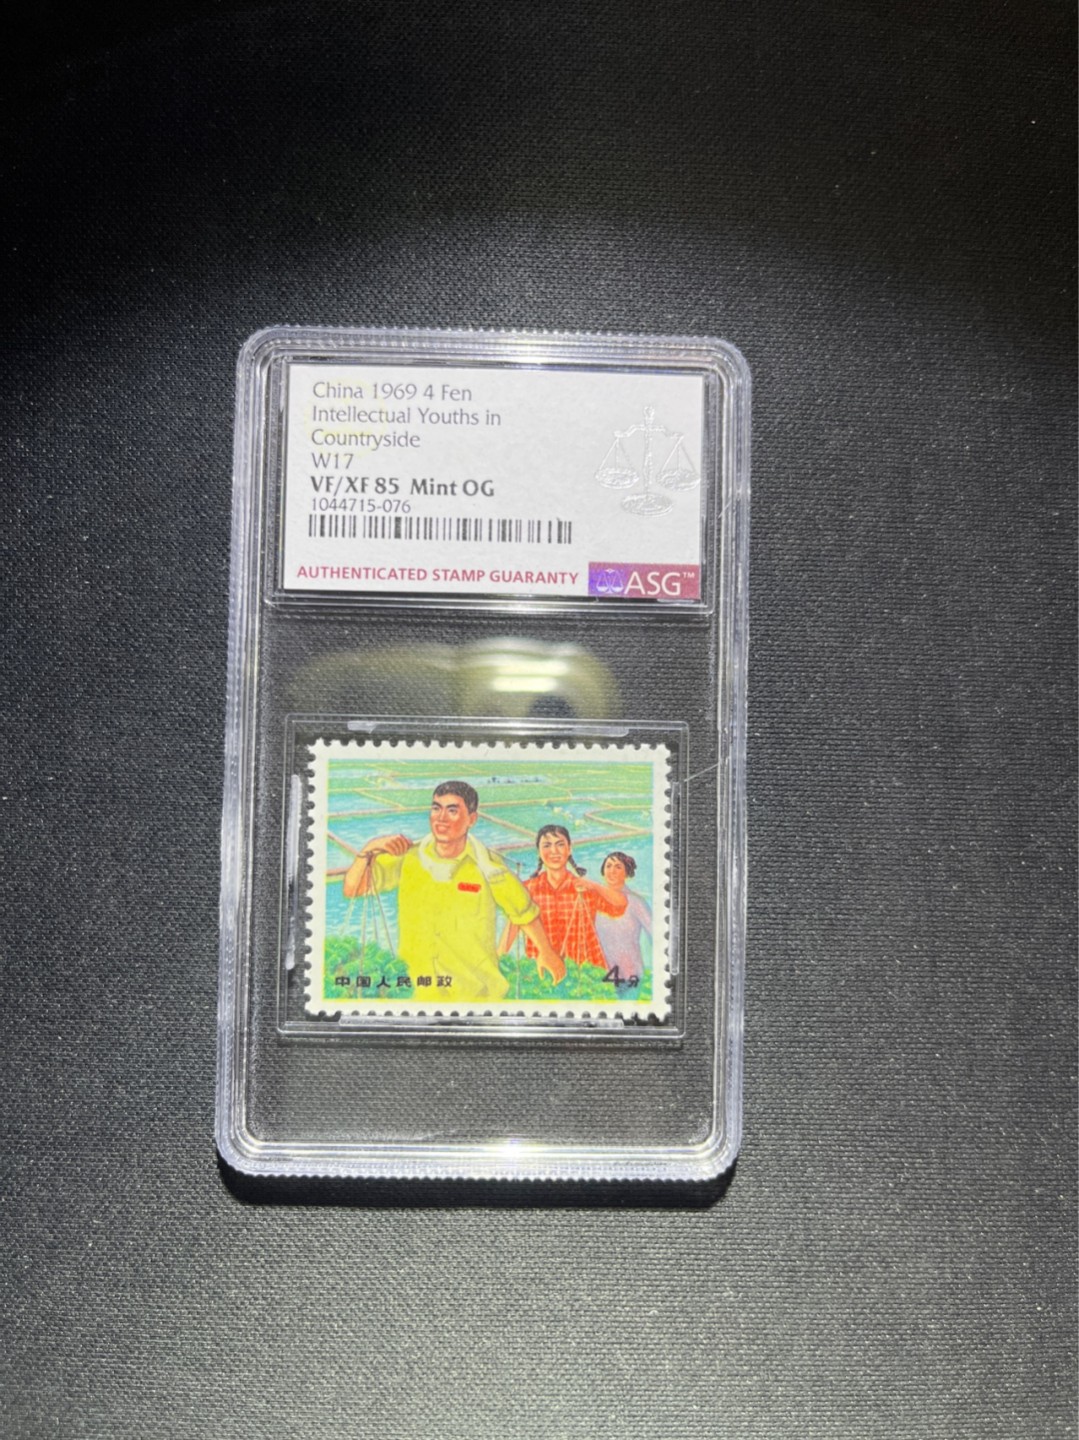 China 1969 4 Fen
Intellectual Youths in
Countryside
W17
VF/XF 85 Mint OG
1044715-076
AUTHENTICATED STAMP GUARANTY ASG™
中国人民邮政 4分